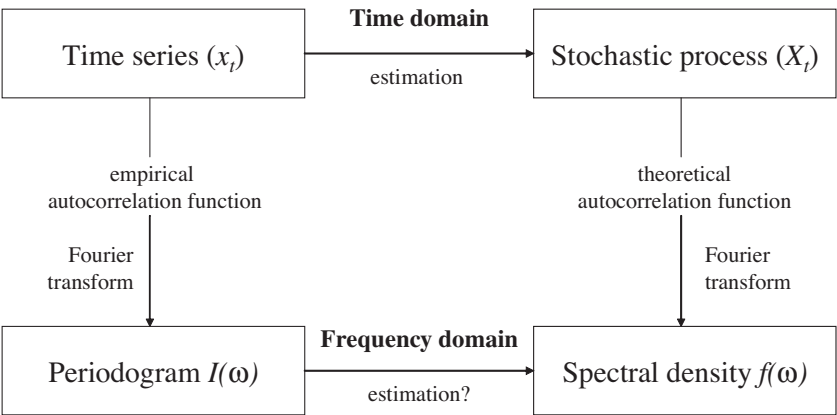 Time domain
Time series (xₜ)
Stochastic process (Xₜ)
estimation
empirical
autocorrelation function
theoretical
autocorrelation function
Fourier
transform
Fourier
transform
Frequency domain
Periodogram I(ω)
Spectral density f(ω)
estimation?